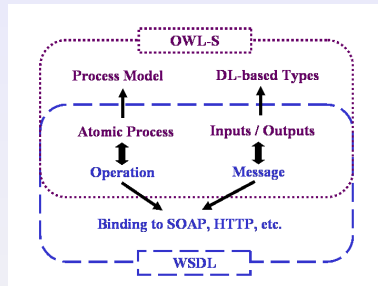 OWL-S
Process Model DL-based Types
Atomic Process Inputs / Outputs
Operation Message
Binding to SOAP, HTTP, etc.
WSDL